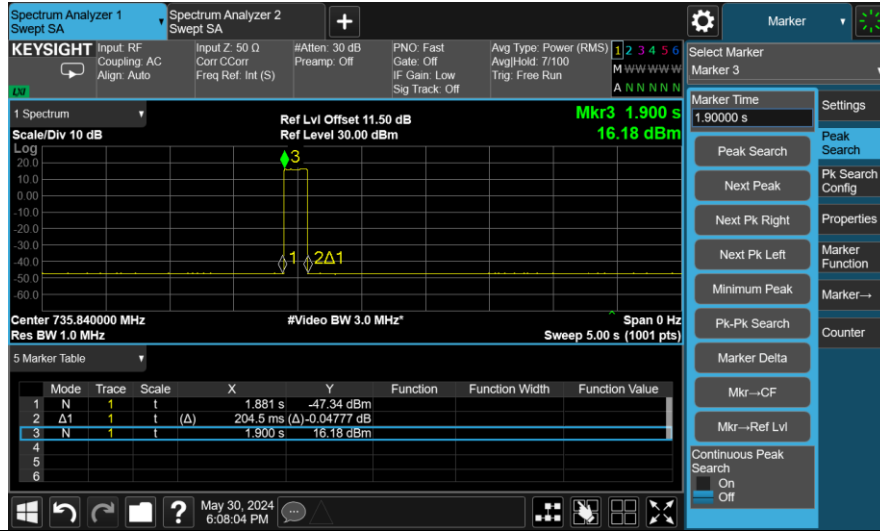 Spectrum Analyzer 1
Swept SA
Spectrum Analyzer 2
Swept SA
+
Marker
KEYSIGHT
LXI
Input: RF
Coupling: AC
Align: Auto
Input Z: 50 Ω
Corr CCorr
Freq Ref: Int (S)
#Atten: 30 dB
Preamp: Off
PNO: Fast
Gate: Off
IF Gain: Low
Sig Track: Off
Avg Type: Power (RMS)
Avg|Hold: 7/100
Trig: Free Run
1 2 3 4 5 6
M W W W W W
A N N N N N
Select Marker
Marker 3
1 Spectrum
Scale/Div 10 dB
Ref Lvl Offset 11.50 dB
Ref Level 30.00 dBm
Mkr3 1.900 s
16.18 dBm
Log
20.0
10.0
0.00
-10.0
-20.0
-30.0
-40.0
-50.0
-60.0
3
1
2Δ1
Center 735.840000 MHz
Res BW 1.0 MHz
#Video BW 3.0 MHz*
Span 0 Hz
Sweep 5.00 s (1001 pts)
5 Marker Table
Mode Trace Scale X Y Function Function Width Function Value
1 N 1 t 1.881 s -47.34 dBm
2 Δ1 1 t (Δ) 204.5 ms (Δ)-0.04777 dB
3 N 1 t 1.900 s 16.18 dBm
4
5
6
Marker Time
1.90000 s
Peak Search
Next Peak
Next Pk Right
Next Pk Left
Minimum Peak
Pk-Pk Search
Marker Delta
Mkr→CF
Mkr→Ref Lvl
Continuous Peak
Search
On
Off
Settings
Peak
Search
Pk Search
Config
Properties
Marker
Function
Marker→
Counter
?
May 30, 2024
6:08:04 PM